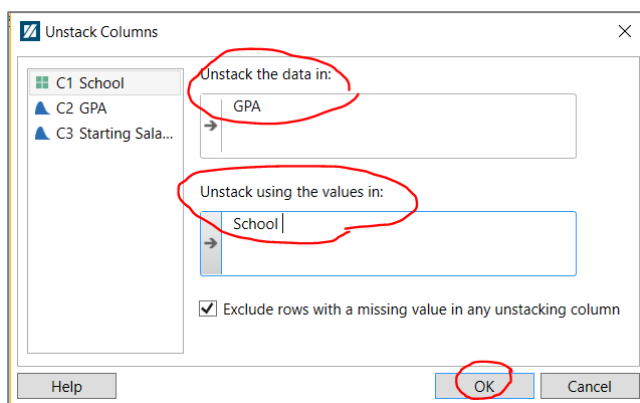 Unstack Columns
C1 School
C2 GPA
C3 Starting Sala...
Unstack the data in:
GPA
Unstack using the values in:
School
Exclude rows with a missing value in any unstacking column
Help
OK
Cancel